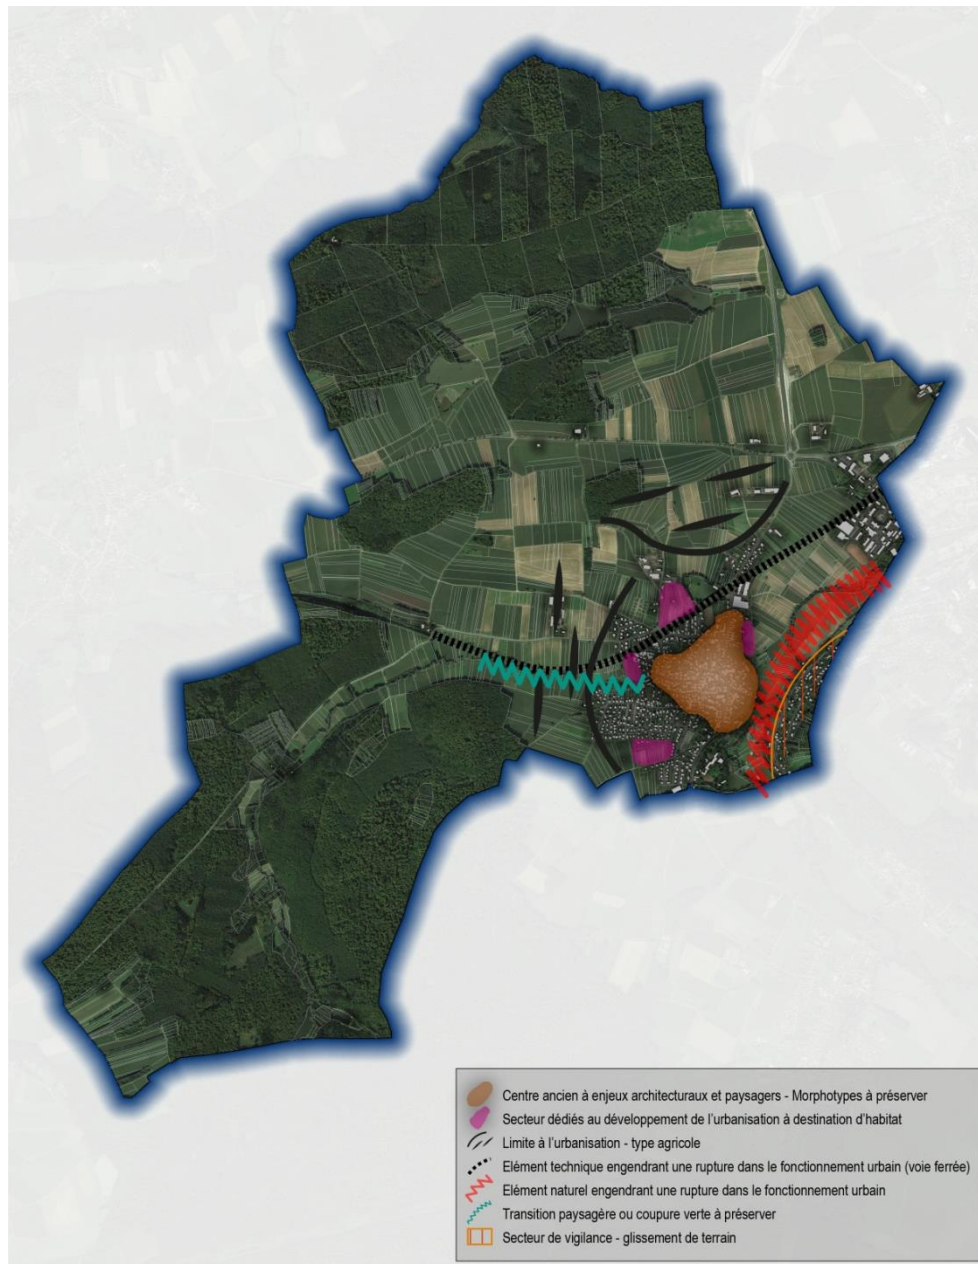 Centre ancien à enjeux architecturaux et paysagers - Morphotypes à préserver
Secteur dédiés au développement de l'urbanisation à destination d'habitat
Limite à l'urbanisation - type agricole
Elément technique engendrant une rupture dans le fonctionnement urbain (voie ferrée)
Elément naturel engendrant une rupture dans le fonctionnement urbain
Transition paysagère ou coupure verte à préserver
Secteur de vigilance - glissement de terrain